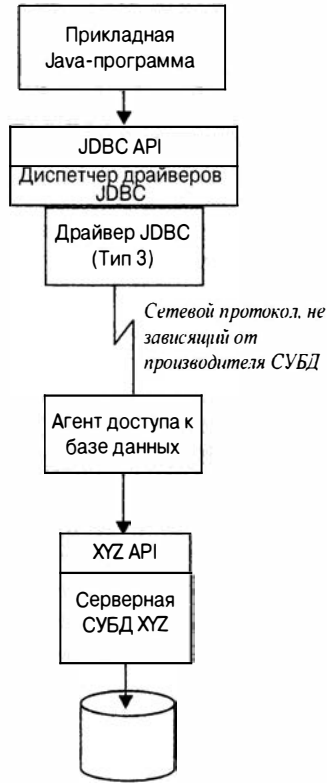 Прикладная
Java-программа
JDBC API
Диспетчер драйверов
JDBC
Драйвер JDBC
(Тип 3)
Сетевой протокол, не
зависящий от
производителя СУБД
Агент доступа к
базе данных
XYZ API
Серверная
СУБД XYZ